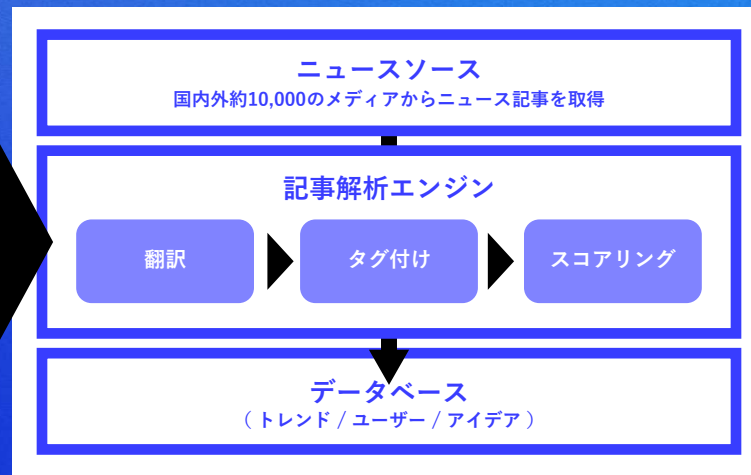 ニュースソース
国内外約10,000のメディアからニュース記事を取得
記事解析エンジン
翻訳
タグ付け
スコアリング
データベース
（ トレンド / ユーザー / アイデア ）